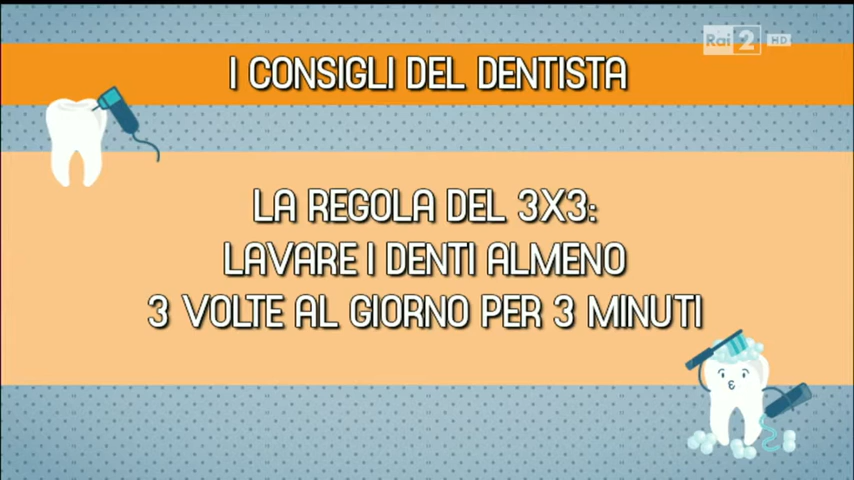 Rai 2 HD
I CONSIGLI DEL DENTISTA
LA REGOLA DEL 3X3:
LAVARE I DENTI ALMENO
3 VOLTE AL GIORNO PER 3 MINUTI